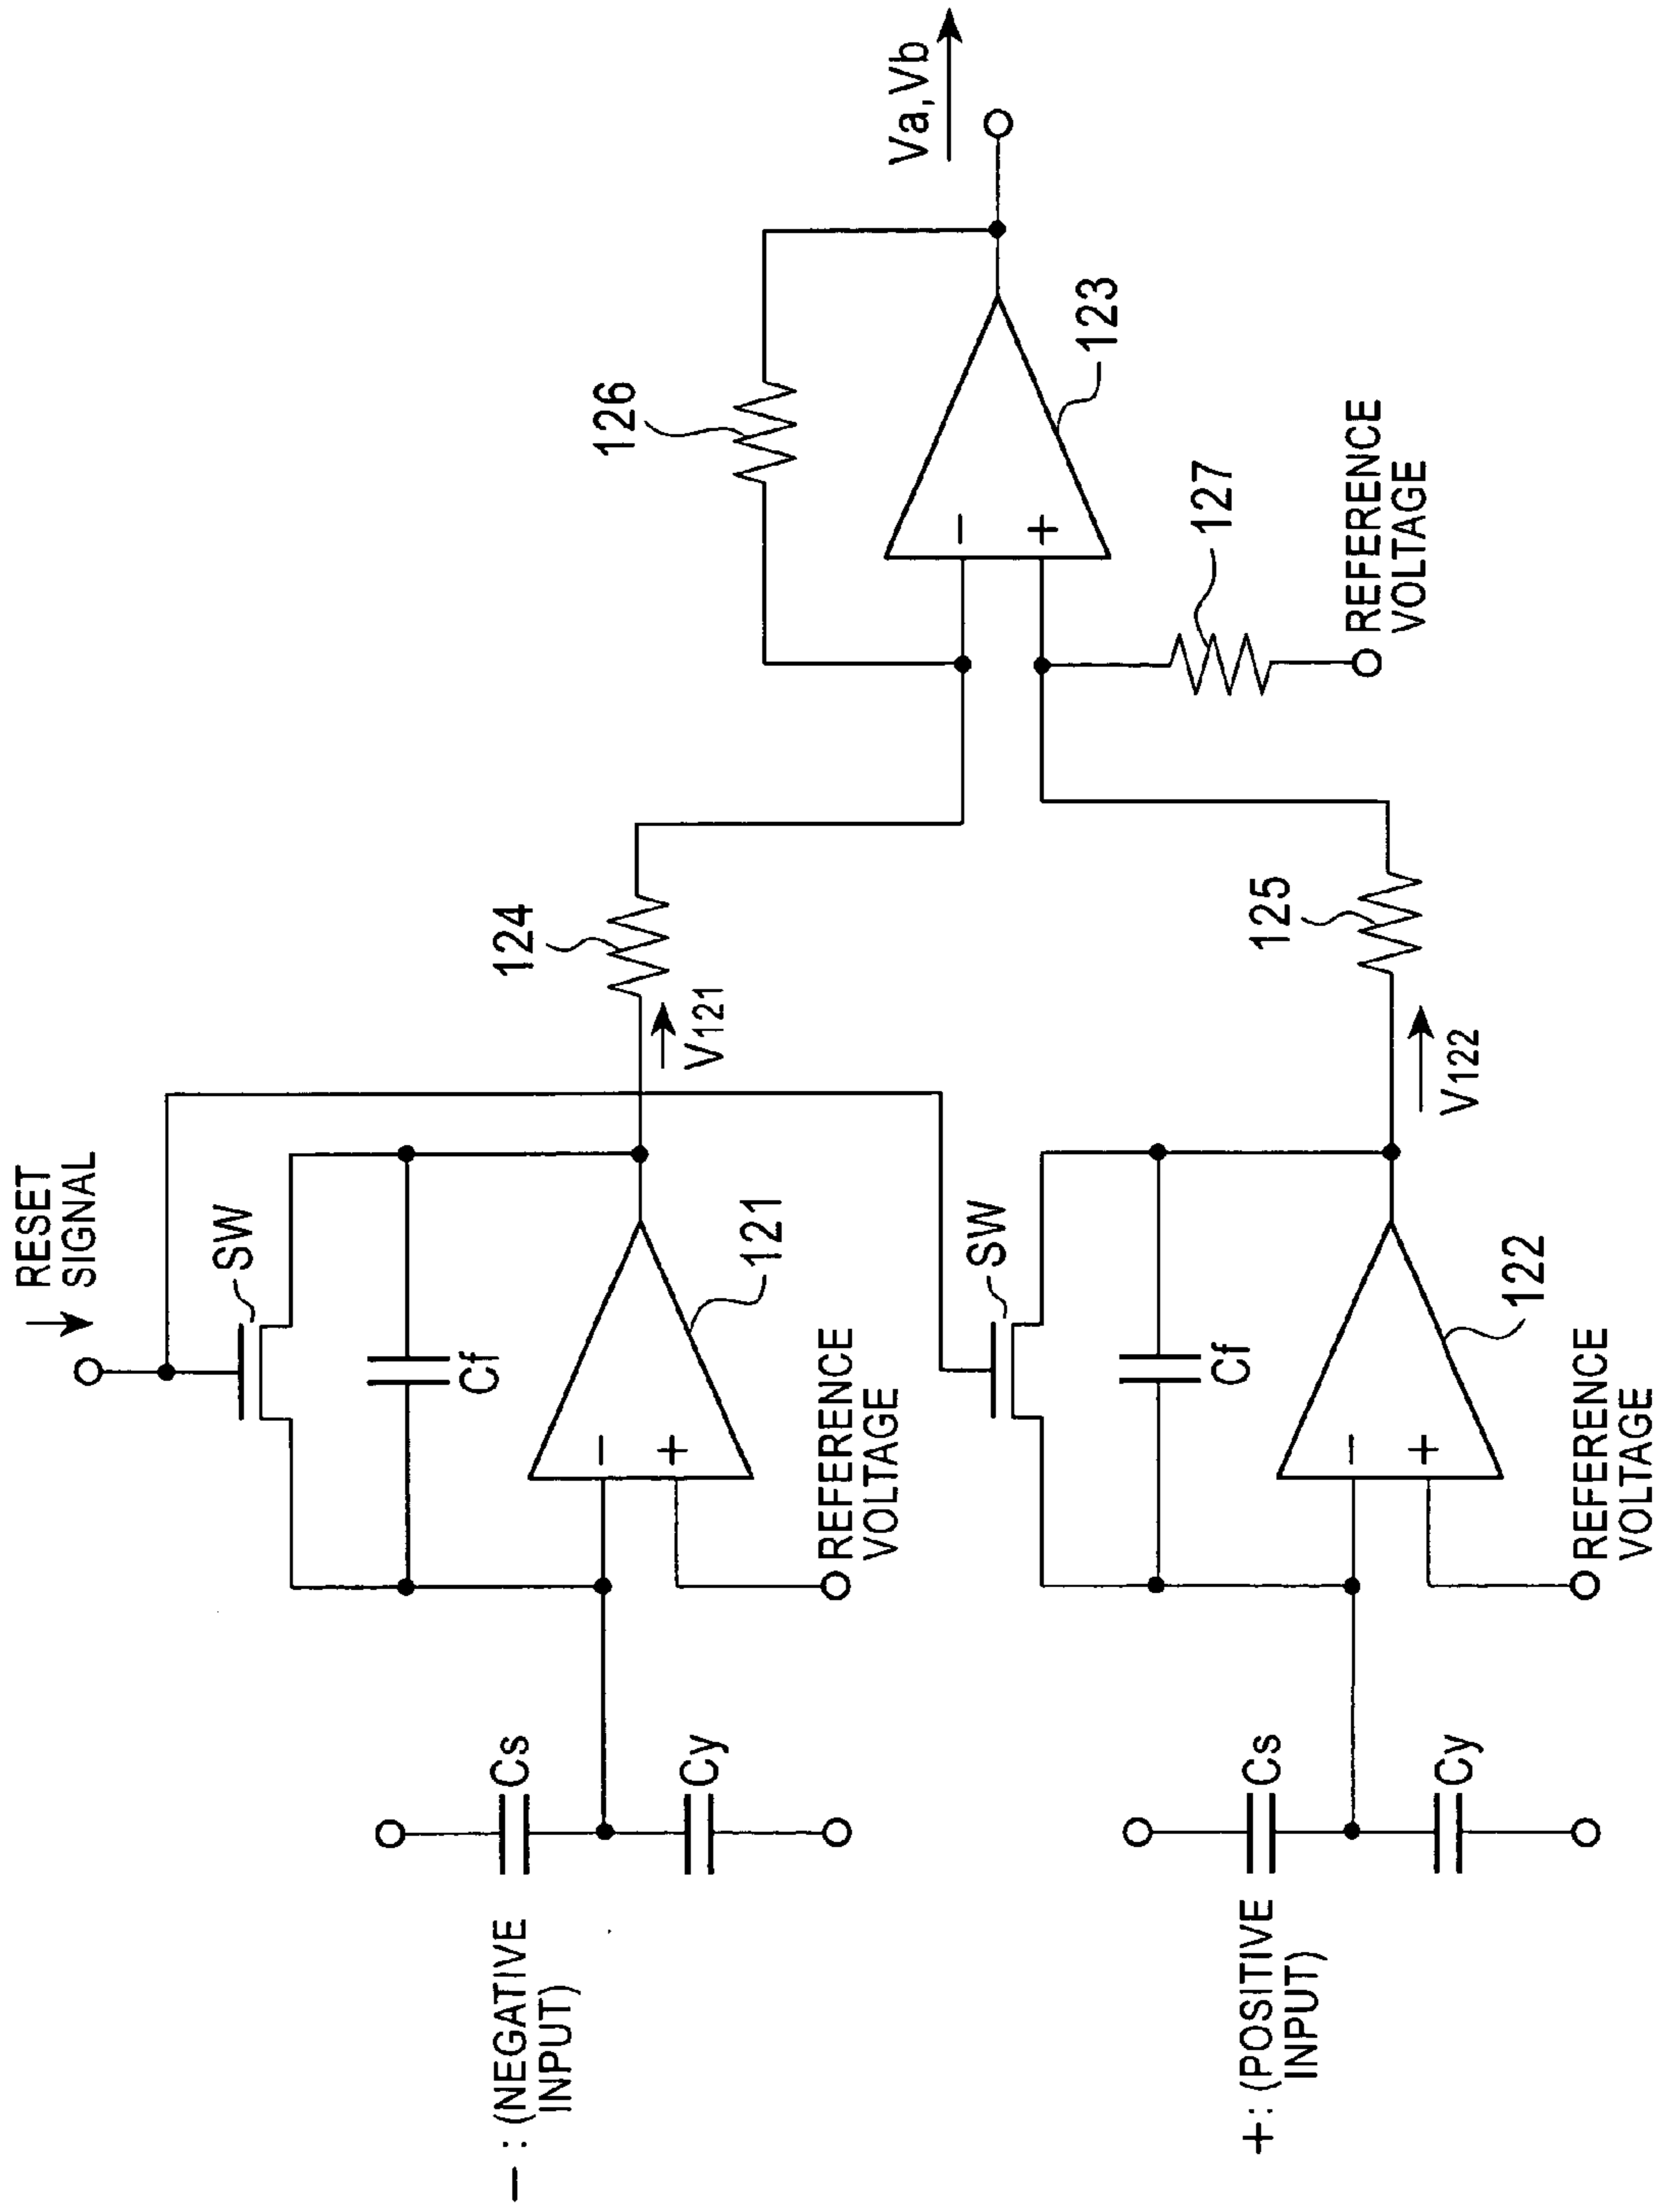 RESET
SIGNAL
SW
Cf
−
+
121
REFERENCE
VOLTAGE
Cs
Cy
− : (NEGATIVE
INPUT)
V121
124
126
−
+
123
Va,Vb
127
REFERENCE
VOLTAGE
SW
Cf
−
+
122
REFERENCE
VOLTAGE
Cs
Cy
+ : (POSITIVE
INPUT)
V122
125